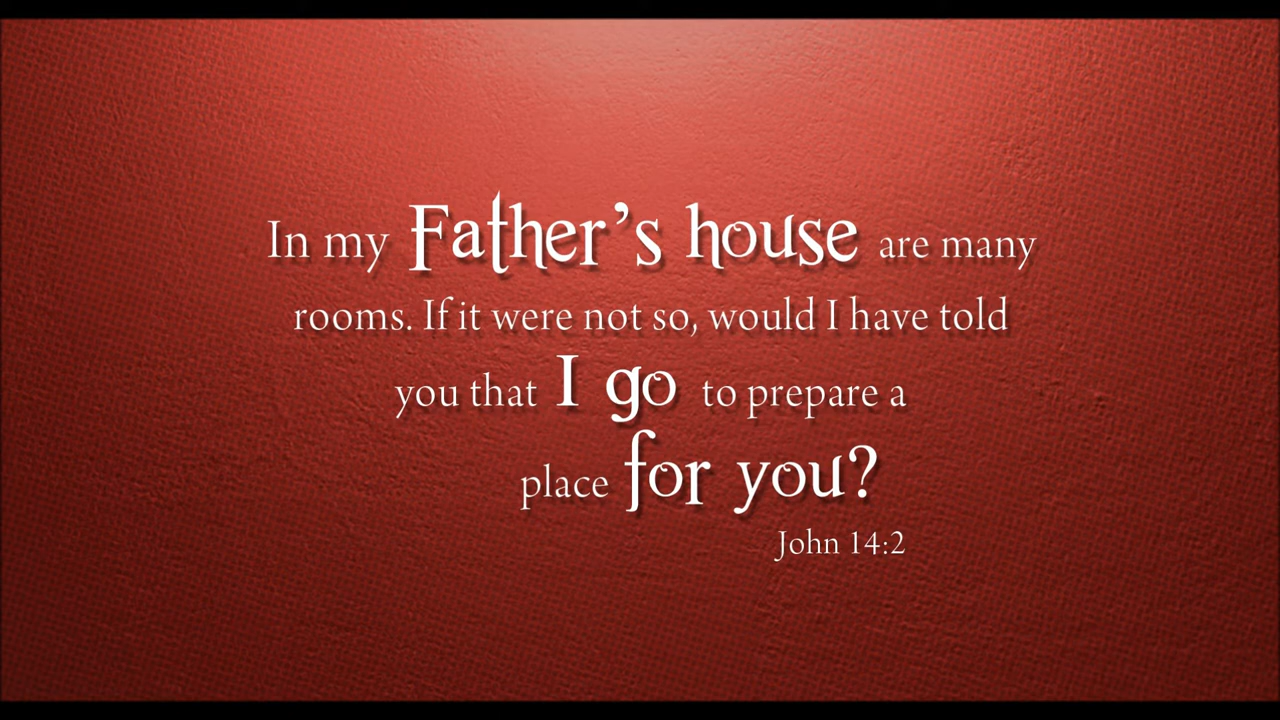 In my Father’s house are many
rooms. If it were not so, would I have told
you that I go to prepare a
place for you?
John 14:2